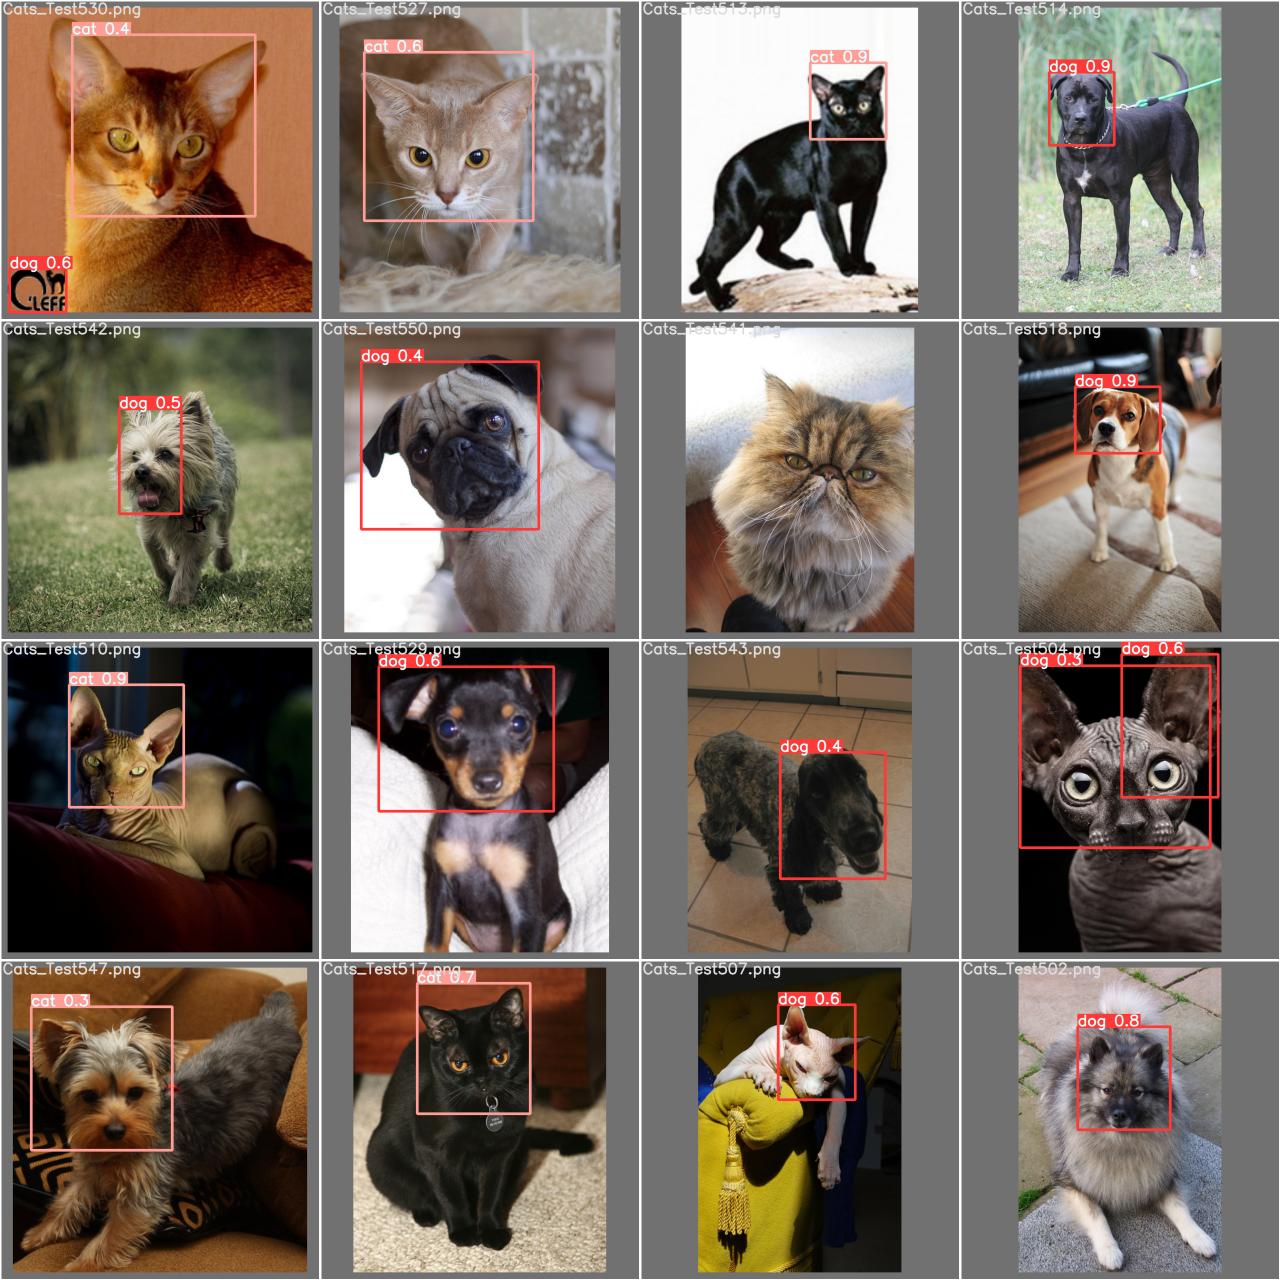 Cats_Test530.png
cat 0.4
dog 0.6
C'LEFF
Cats_Test527.png
cat 0.6
Cats_Test513.png
cat 0.9
Cats_Test514.png
dog 0.9
Cats_Test542.png
dog 0.5
Cats_Test550.png
dog 0.4
Cats_Test541.png
Cats_Test518.png
dog 0.9
Cats_Test510.png
cat 0.9
Cats_Test529.png
dog 0.6
Cats_Test543.png
dog 0.4
Cats_Test504.png
dog 0.6
dog 0.3
Cats_Test547.png
cat 0.3
Cats_Test517.png
cat 0.7
Cats_Test507.png
dog 0.6
Cats_Test502.png
dog 0.8